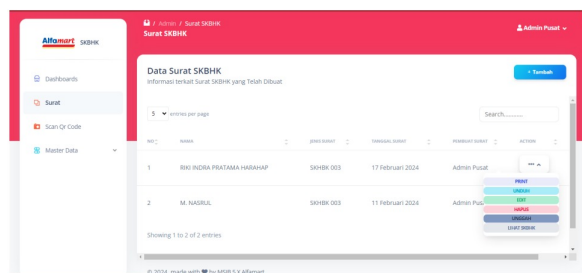 Alfamart SKBHK
/ Admin / Surat SKBHK
Surat SKBHK
Admin Pusat
Dashboards
Surat
Scan Qr Code
Master Data
Data Surat SKBHK
Informasi terkait Surat SKBHK yang Telah Dibuat
+ Tambah
5 entries per page
Search..........
NO NAMA JENIS SURAT TANGGAL SURAT PEMBUAT SURAT ACTION
1 RIKI INDRA PRATAMA HARAHAP SKHBK 003 17 Februari 2024 Admin Pusat
PRINT
UNDUH
EDIT
HAPUS
UNGGAH
LIHAT BIDUK
2 M. NASRUL SKHBK 003 11 Februari 2024 Admin Pus
Showing 1 to 2 of 2 entries
© 2024, made with ♥ by MSIB 5 X Alfamart